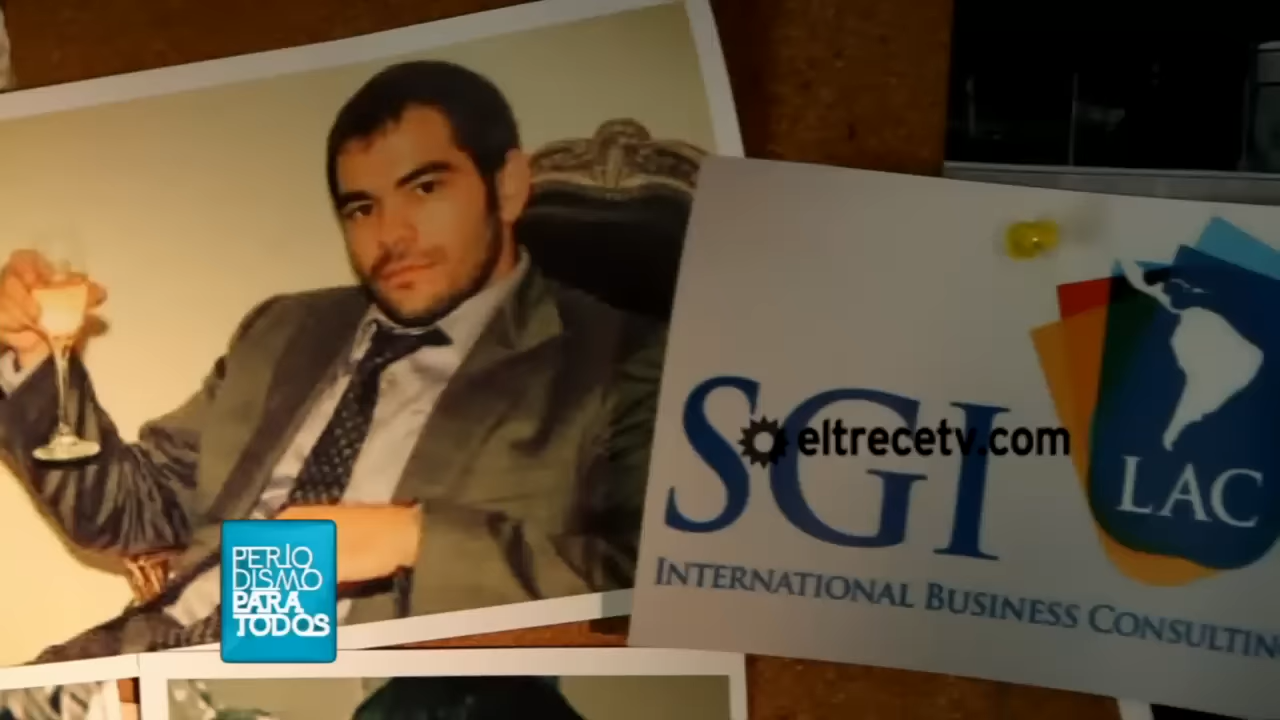 SGI
eltrecetv.com
LAC
INTERNATIONAL BUSINESS CONSULTIN
PERIO
DISMO
PARA
TODOS